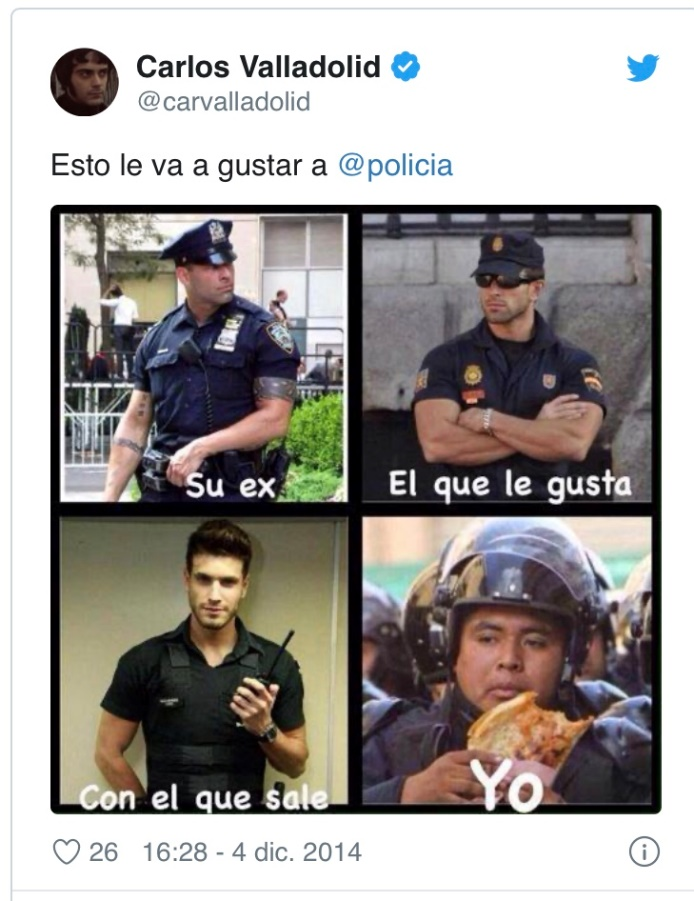 Carlos Valladolid
@carvalladolid
Esto le va a gustar a @policia
Su ex
El que le gusta
Con el que sale
Yo
26 16:28 - 4 dic. 2014